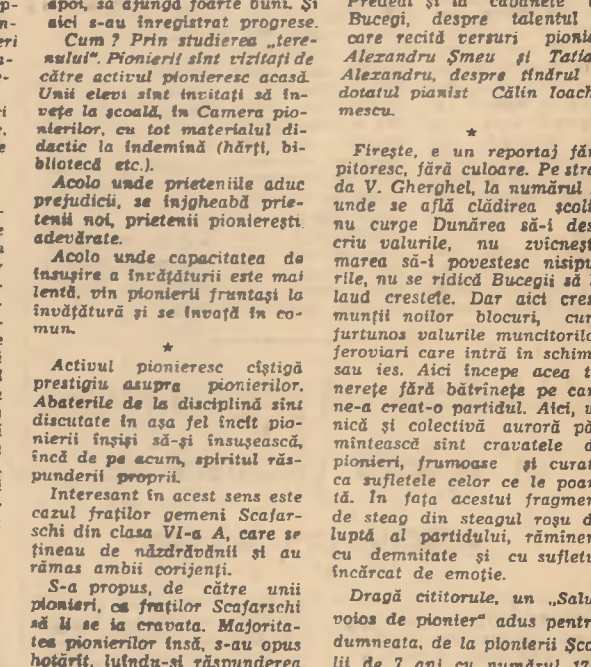 apoi, să ajungă foarte buni. Și
aici s-au înregistrat progrese.
Cum ? Prin studierea „tere-
nului“. Pionierii sînt vizitați de
către activul pionieresc acasă.
Unii elevi sînt invitați să în-
vețe la școală, în Camera pio-
nierilor, cu tot materialul di-
dactic la îndemînă (hărți, bi-
bliotecă etc.).
Acolo unde prieteniile aduc
prejudicii, se înjgheabă prie-
tenii noi, prietenii pionierești
adevărate.
Acolo unde capacitatea de
însușire a învățăturii este mai
lentă, vin pionierii fruntași la
învățătură și se învață în co-
mun.
★
Activul pionieresc cîștigă
prestigiu asupra pionierilor.
Abaterile de la disciplină sînt
discutate în așa fel încît pio-
nierii înșiși să-și însușească,
încă de pe acum, spiritul răs-
punderii proprii.
Interesant în acest sens este
cazul fraților gemeni Scafar-
schi din clasa VI-a A, care se
țineau de năzdrăvănii și au
rămas ambii corijenți.
S-a propus, de către unii
pionieri, ca fraților Scafarschi
să li se ia cravata. Majorita-
tea pionierilor însă, s-au opus
hotărît, luîndu-și răspunderea
Predeal și la cabanele
Bucegi, despre talentul
care recită versuri pionie
Alexandru Șmeu și Tatia
Alexandru, despre tînărul
dotatul pianist Călin Ioach
mescu.
★
Firește, e un reportaj făr
pitoresc, fără culoare. Pe stra
da V. Gherghel, la numărul
unde se află clădirea școlii
nu curge Dunărea să-i des
criu valurile, nu zvîcneșt
marea să-i povestesc nisipu
rile, nu se ridică Bucegii să
laud crestele. Dar aici cres
munții noilor blocuri, cur
furtunos valurile muncitorilo
feroviari care intră în schim
sau ies. Aici începe acea t
nerețe fără bătrînețe pe car
ne-a creat-o partidul. Aici, u
nică și colectivă auroră pă
mîntească sînt cravatele d
pionieri, frumoase și curat
ca sufletele celor ce le poar
tă. În fața acestui fragmen
de steag din steagul roșu d
luptă al partidului, rămînem
cu demnitate și cu sufletu
încărcat de emoție.
Dragă cititorule, un „Salu
voios de pionier“ adus pentr
dumneata, de la pionierii Șco
lii de 7 ani cu numărul